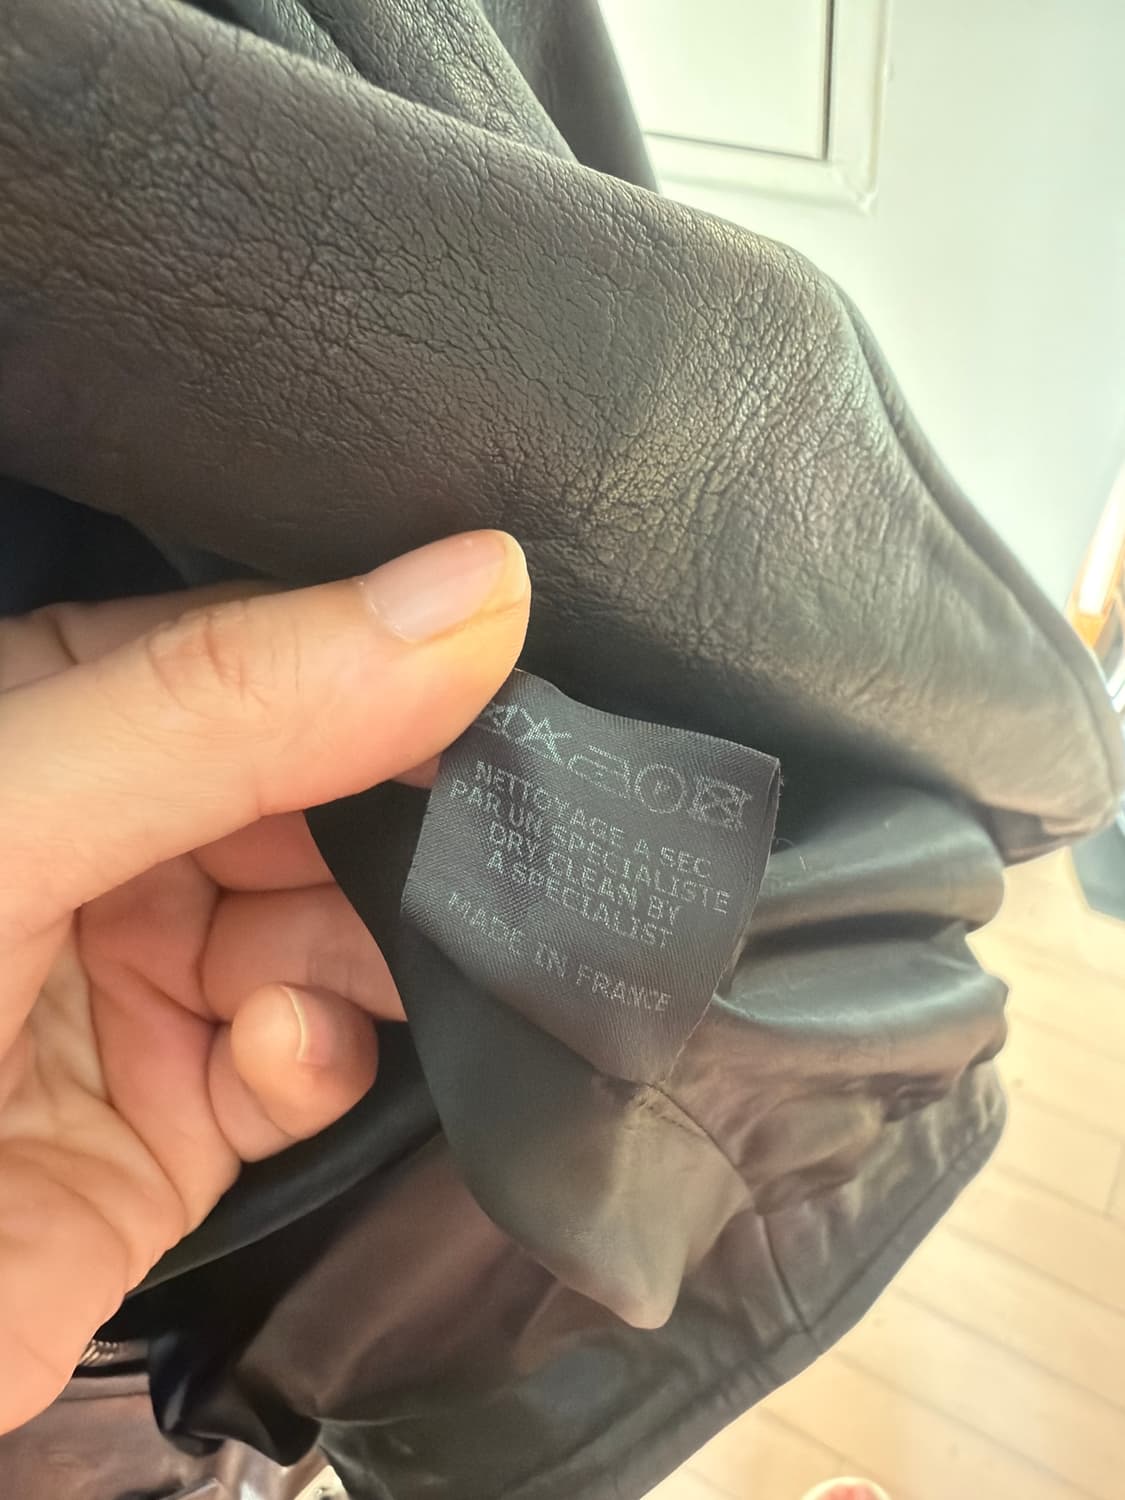 NETTOYAGE A SEC
PAR UN SPECIALISTE
DRY CLEAN BY
A SPECIALIST
MADE IN FRANCE